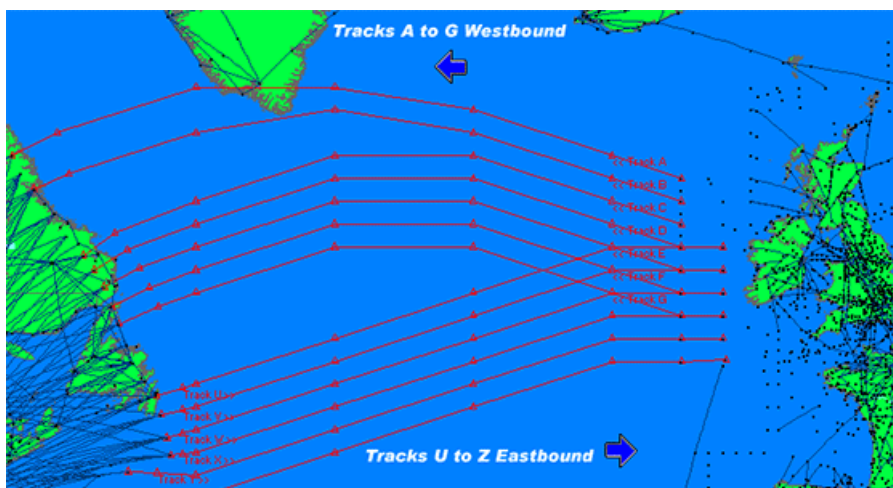 Tracks A to G Westbound
<< Track A
<< Track B
<< Track C
<< Track D
<< Track E
<< Track F
<< Track G
Track U >>
Track V >>
Track W >>
Track X >>
Track Y >>
Tracks U to Z Eastbound